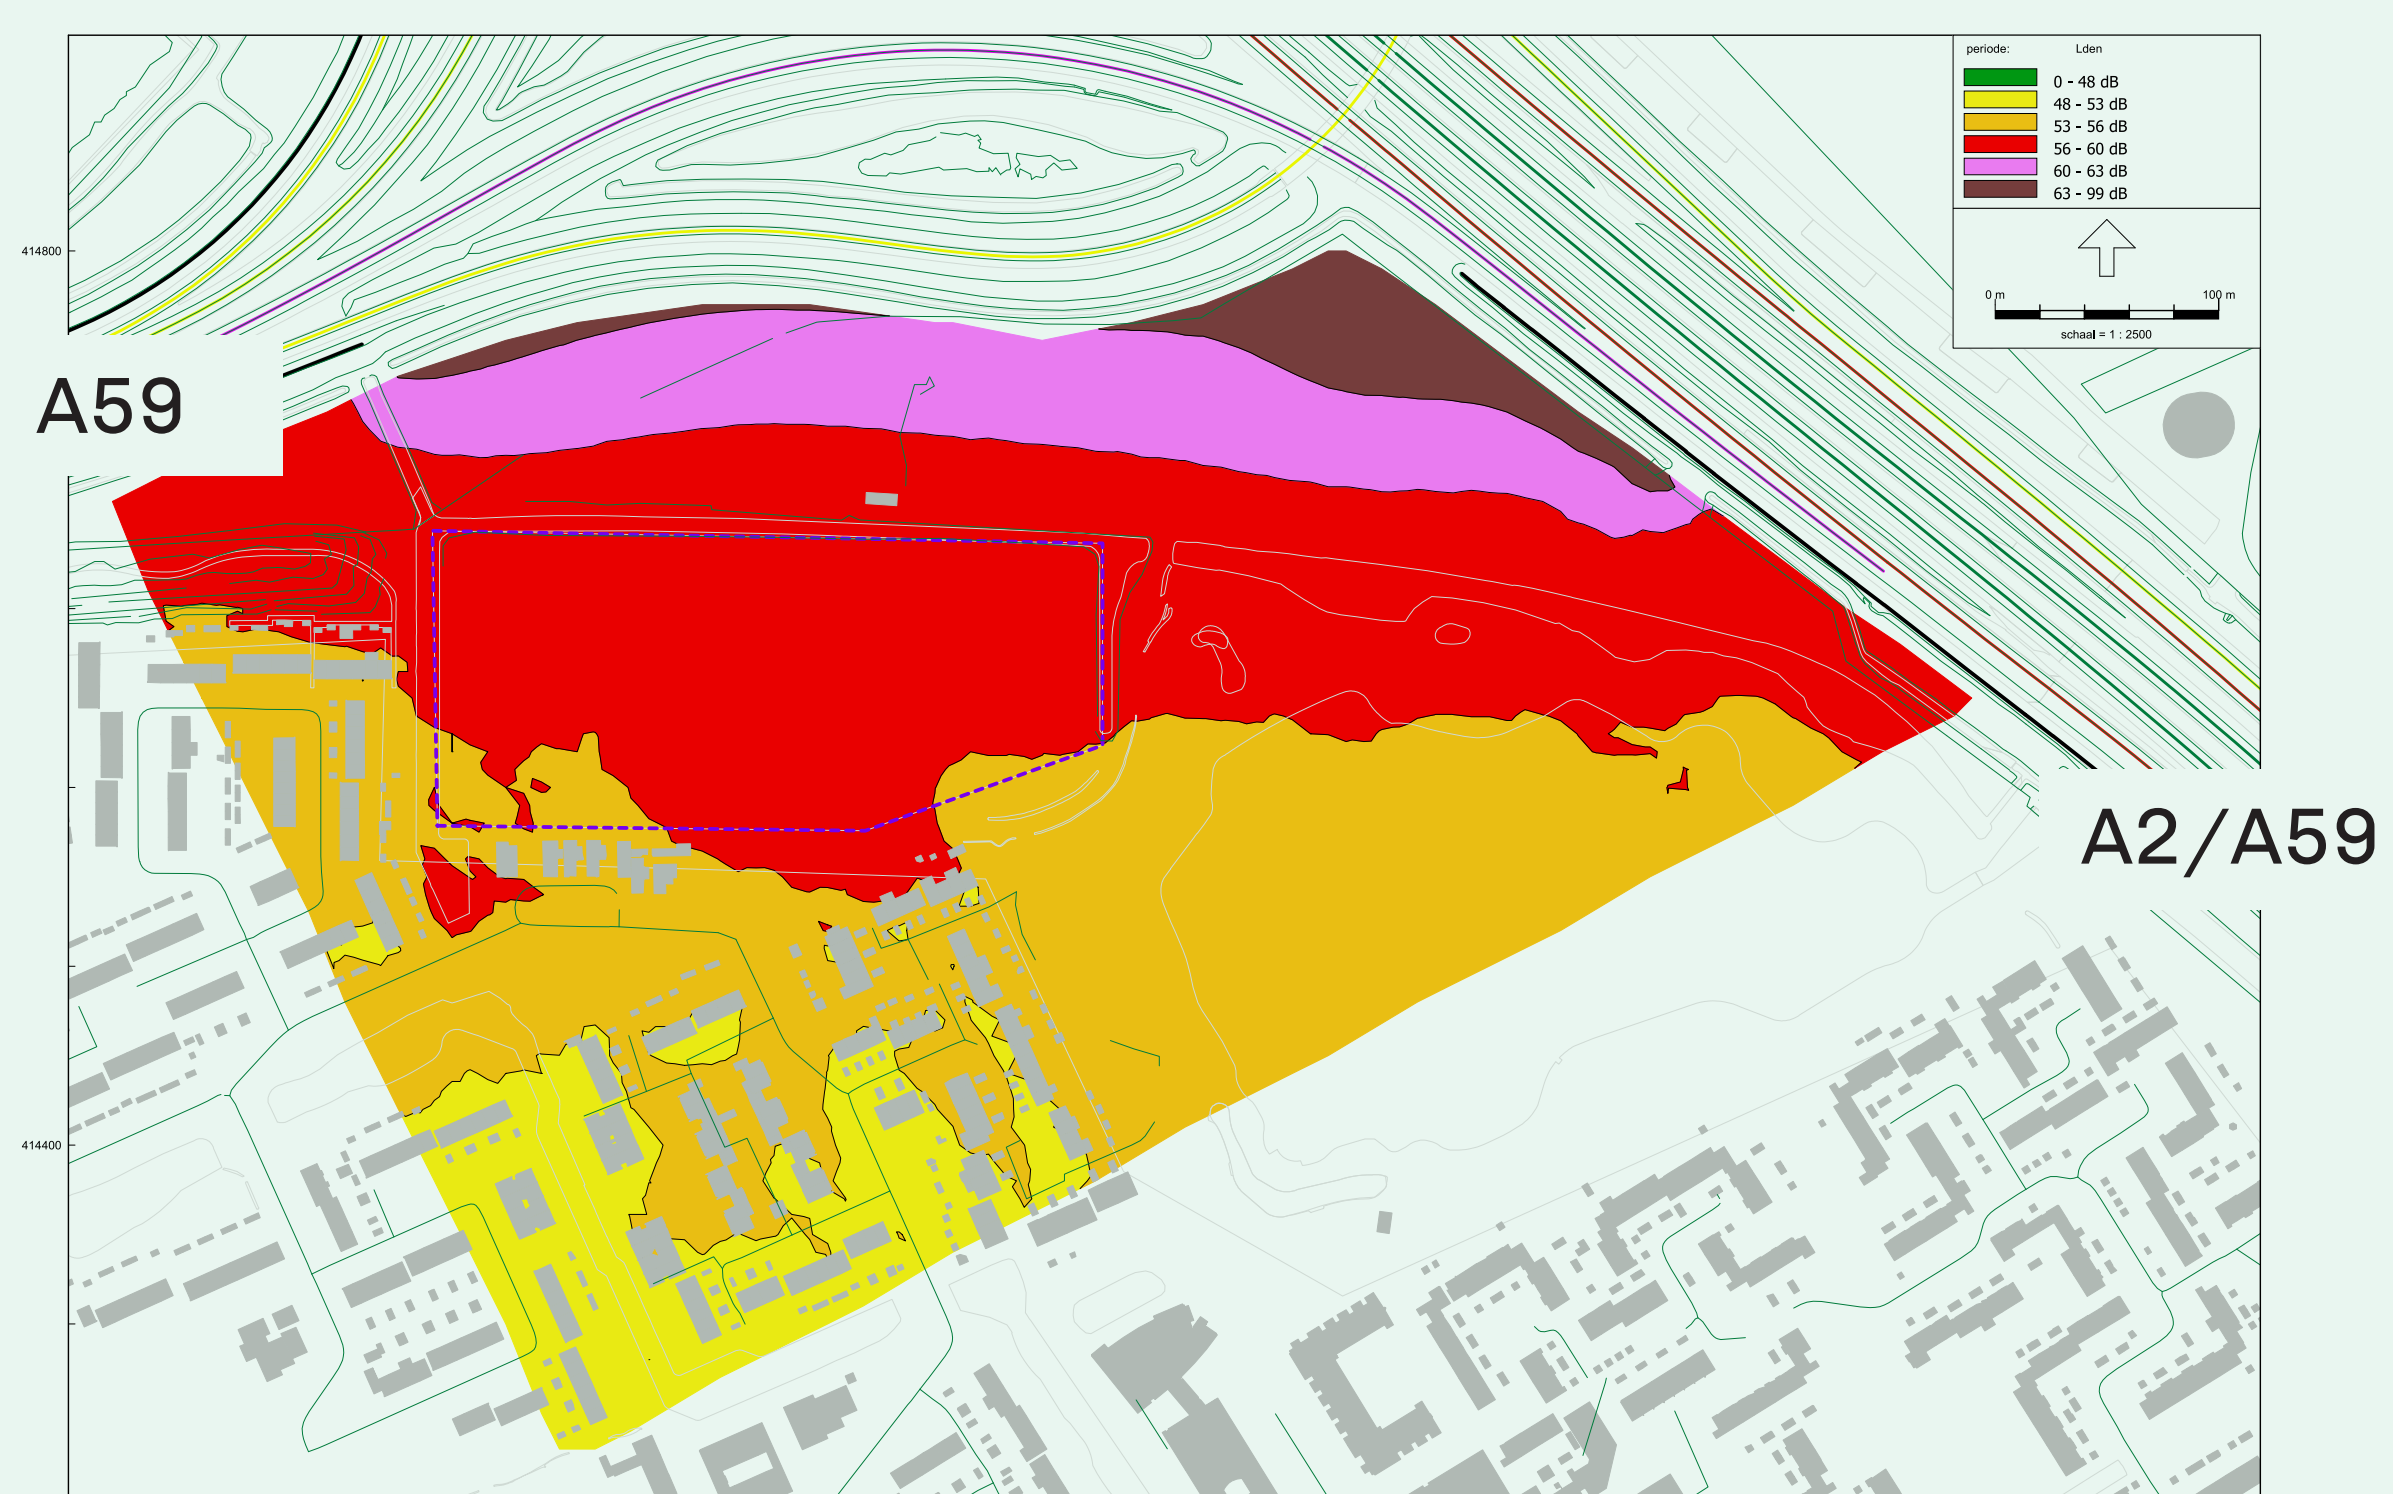 periode: Lden
0 - 48 dB
48 - 53 dB
53 - 56 dB
56 - 60 dB
60 - 63 dB
63 - 99 dB
0 m 100 m
schaal = 1 : 2500
414800
A59
A2/A59
414400